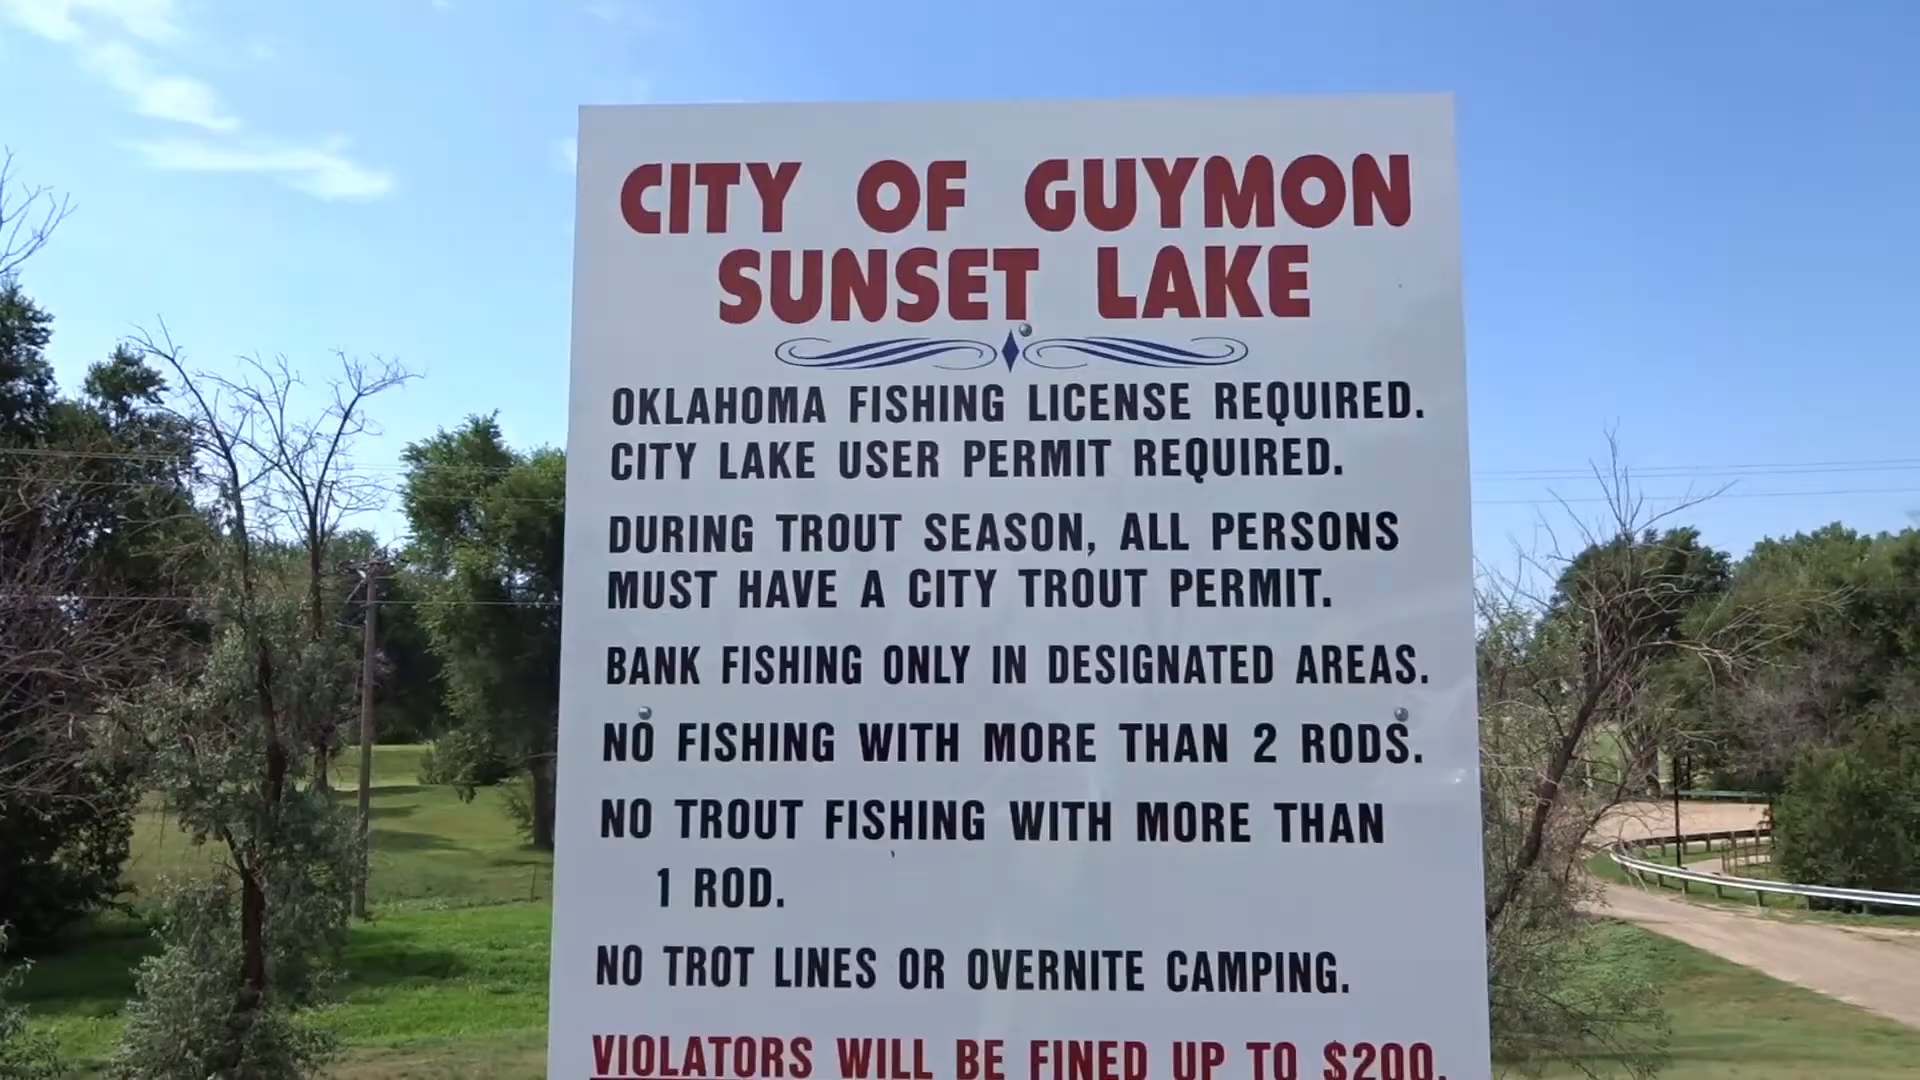 CITY OF GUYMON
SUNSET LAKE
OKLAHOMA FISHING LICENSE REQUIRED.
CITY LAKE USER PERMIT REQUIRED.
DURING TROUT SEASON, ALL PERSONS
MUST HAVE A CITY TROUT PERMIT.
BANK FISHING ONLY IN DESIGNATED AREAS.
NO FISHING WITH MORE THAN 2 RODS.
NO TROUT FISHING WITH MORE THAN
1 ROD.
NO TROT LINES OR OVERNITE CAMPING.
VIOLATORS WILL BE FINED UP TO $200.